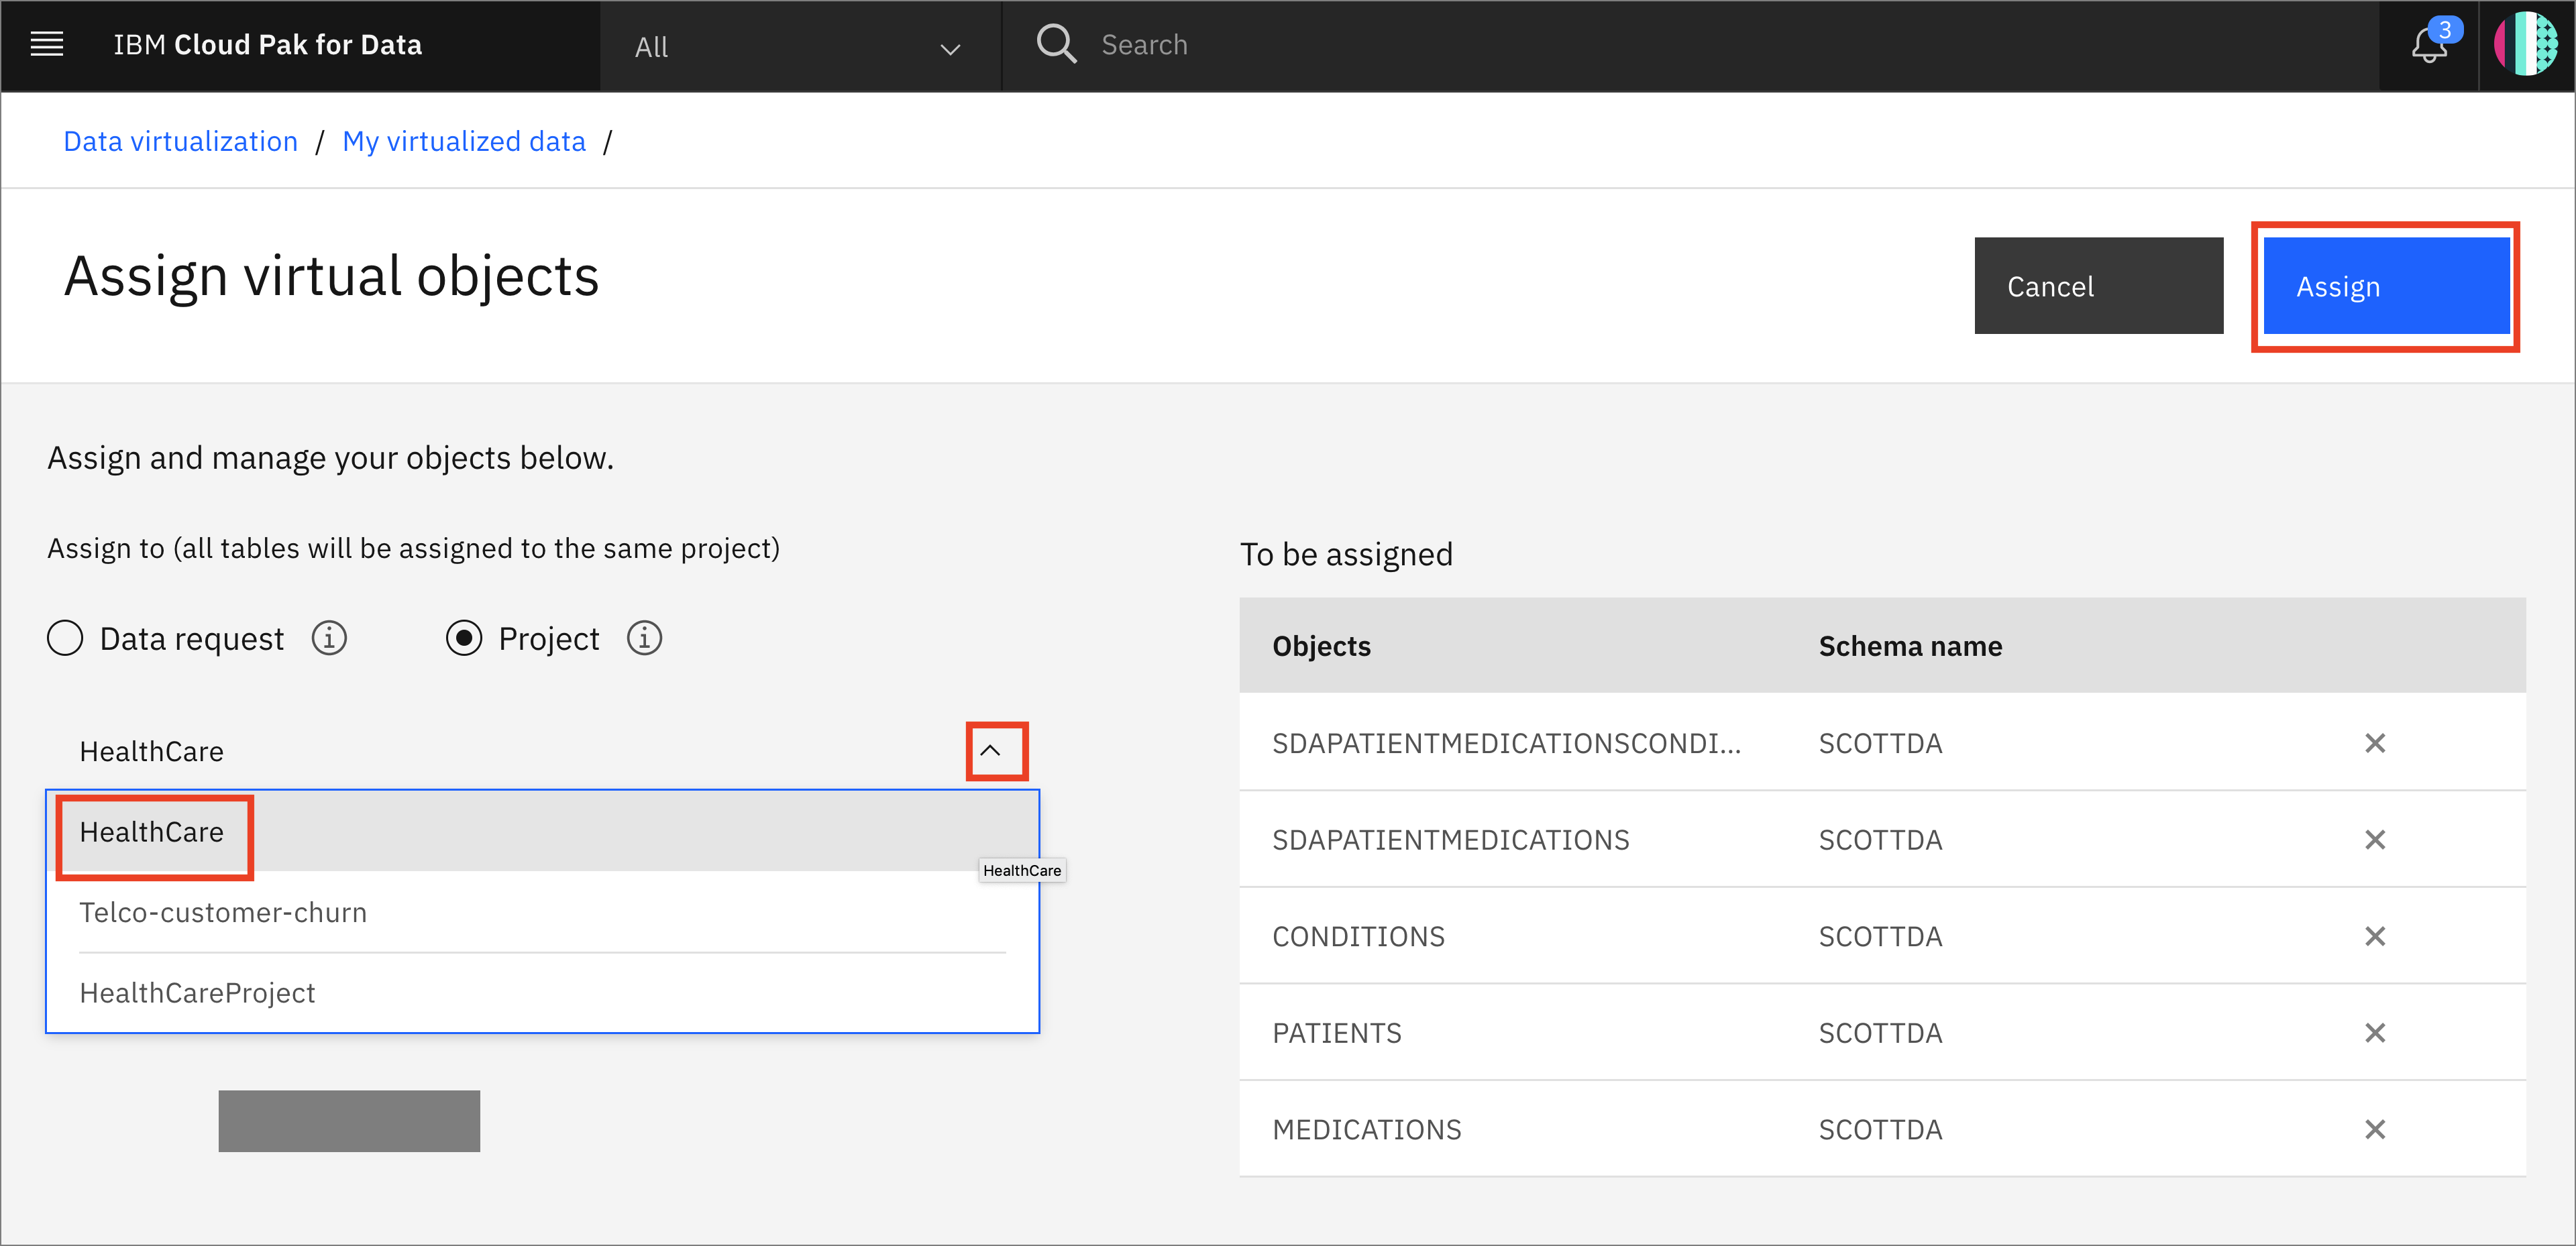 IBM Cloud Pak for Data
All
Search
3
Data virtualization / My virtualized data /
Assign virtual objects
Cancel
Assign
Assign and manage your objects below.
Assign to (all tables will be assigned to the same project)
Data request
Project
HealthCare
HealthCare
HealthCare
Telco-customer-churn
HealthCareProject
To be assigned
Objects Schema name
SDAPATIENTMEDICATIONSCONDI... SCOTTDA
SDAPATIENTMEDICATIONS SCOTTDA
CONDITIONS SCOTTDA
PATIENTS SCOTTDA
MEDICATIONS SCOTTDA